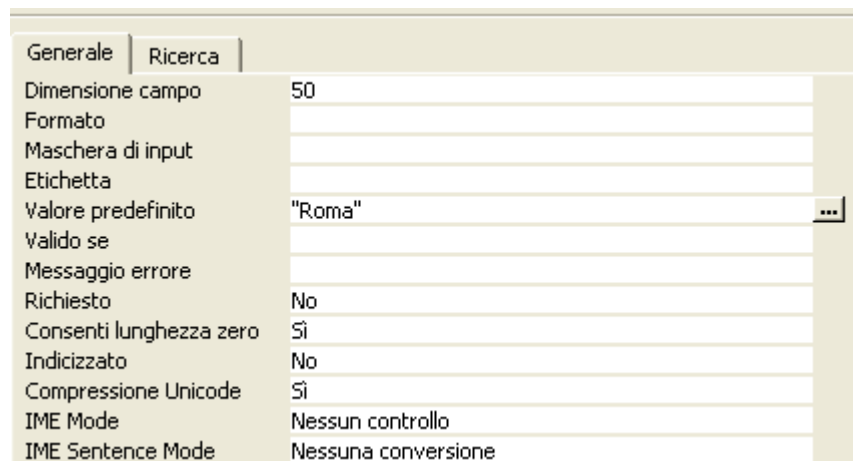 Generale Ricerca
Dimensione campo 50
Formato
Maschera di input
Etichetta
Valore predefinito "Roma" ...
Valido se
Messaggio errore
Richiesto No
Consenti lunghezza zero Sì
Indicizzato No
Compressione Unicode Sì
IME Mode Nessun controllo
IME Sentence Mode Nessuna conversione